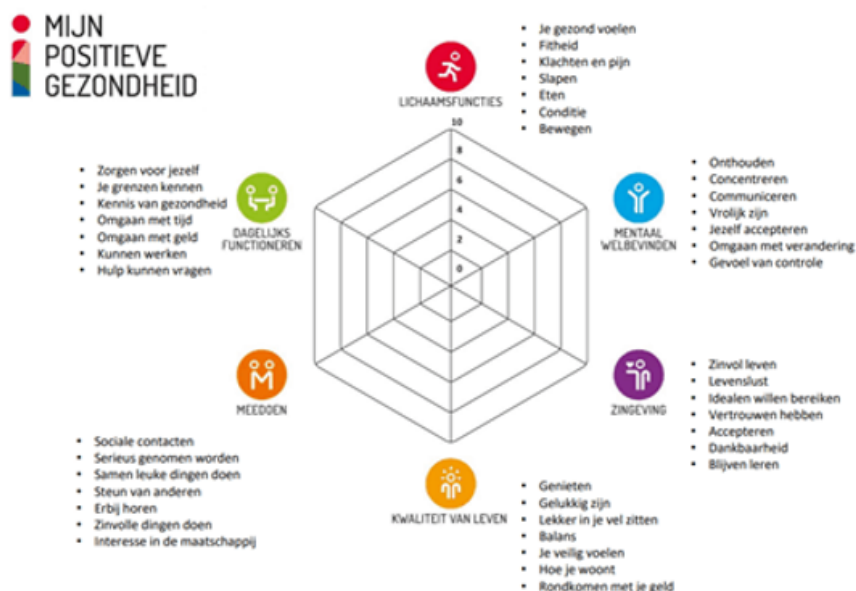 MIJN
POSITIEVE
GEZONDHEID
LICHAAMSFUNCTIES
• Je gezond voelen
• Fitheid
• Klachten en pijn
• Slapen
• Eten
• Conditie
• Bewegen
MENTAAL
WELBEVINDEN
• Onthouden
• Concentreren
• Communiceren
• Vrolijk zijn
• Jezelf accepteren
• Omgaan met verandering
• Gevoel van controle
ZINGEVING
• Zinvol leven
• Levenslust
• Idealen willen bereiken
• Vertrouwen hebben
• Accepteren
• Dankbaarheid
• Blijven leren
KWALITEIT VAN LEVEN
• Genieten
• Gelukkig zijn
• Lekker in je vel zitten
• Balans
• Je veilig voelen
• Hoe je woont
• Rondkomen met je geld
MEEDOEN
• Sociale contacten
• Serieus genomen worden
• Samen leuke dingen doen
• Steun van anderen
• Erbij horen
• Zinvolle dingen doen
• Interesse in de maatschappij
DAGELIJKS
FUNCTIONEREN
• Zorgen voor jezelf
• Je grenzen kennen
• Kennis van gezondheid
• Omgaan met tijd
• Omgaan met geld
• Kunnen werken
• Hulp kunnen vragen
10
8
6
4
2
0